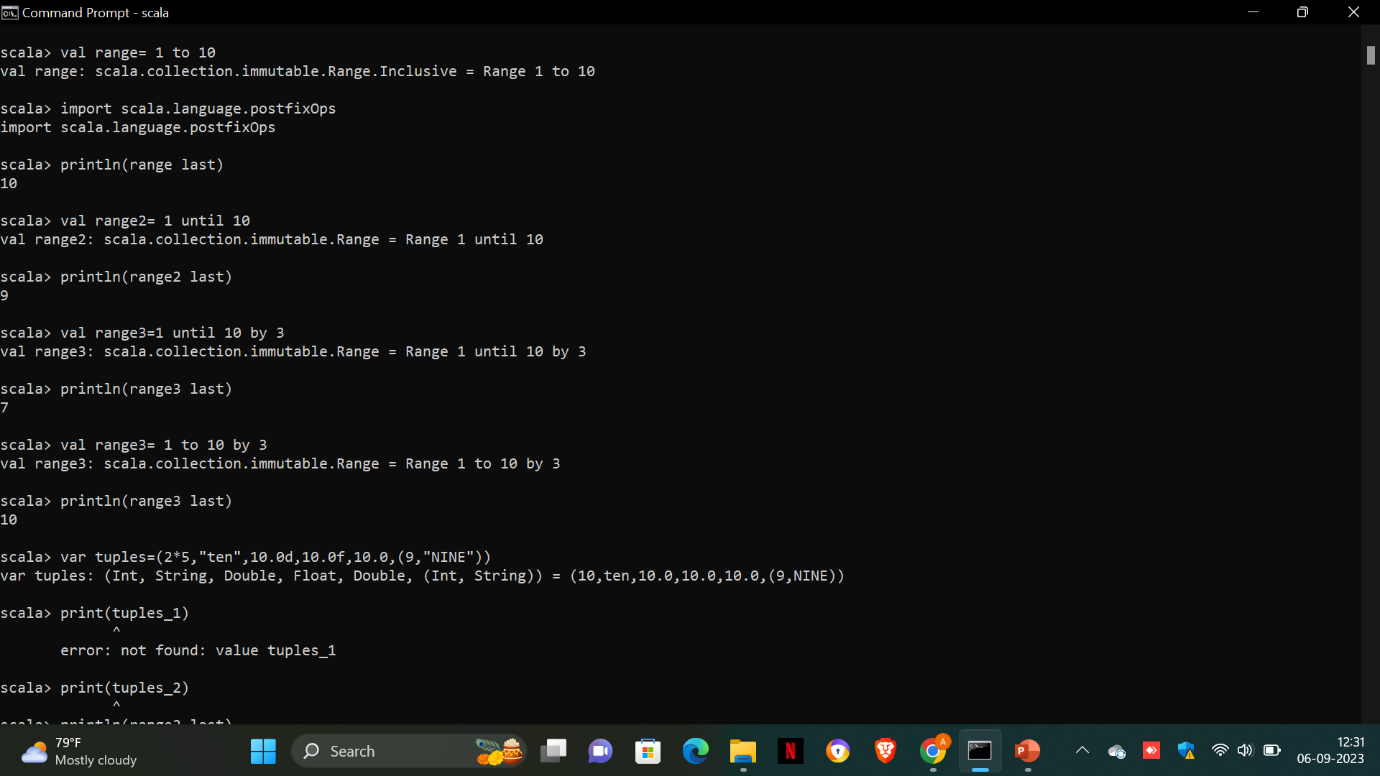 Command Prompt - scala
scala> val range= 1 to 10
val range: scala.collection.immutable.Range.Inclusive = Range 1 to 10
scala> import scala.language.postfixOps
import scala.language.postfixOps
scala> println(range last)
10
scala> val range2= 1 until 10
val range2: scala.collection.immutable.Range = Range 1 until 10
scala> println(range2 last)
9
scala> val range3=1 until 10 by 3
val range3: scala.collection.immutable.Range = Range 1 until 10 by 3
scala> println(range3 last)
7
scala> val range3= 1 to 10 by 3
val range3: scala.collection.immutable.Range = Range 1 to 10 by 3
scala> println(range3 last)
10
scala> var tuples=(2*5,"ten",10.0d,10.0f,10.0,(9,"NINE"))
var tuples: (Int, String, Double, Float, Double, (Int, String)) = (10,ten,10.0,10.0,10.0,(9,NINE))
scala> print(tuples_1)
^
error: not found: value tuples_1
scala> print(tuples_2)
^
79°F
Mostly cloudy
Search
N
A
P
12:31
06-09-2023